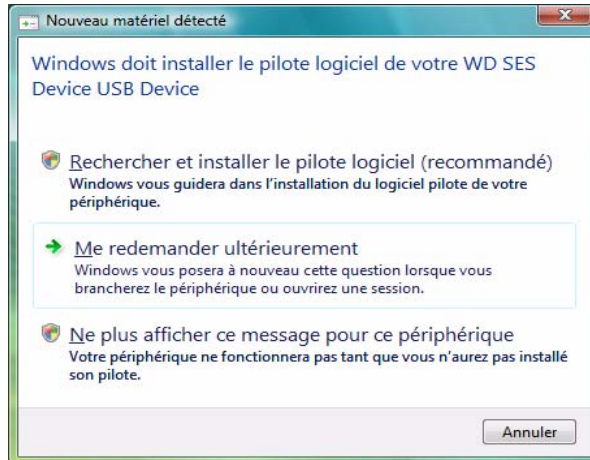 Nouveau matériel détecté
Windows doit installer le pilote logiciel de votre WD SES
Device USB Device
Rechercher et installer le pilote logiciel (recommandé)
Windows vous guidera dans l'installation du logiciel pilote de votre
périphérique.
Me redemander ultérieurement
Windows vous posera à nouveau cette question lorsque vous
brancherez le périphérique ou ouvrirez une session.
Ne plus afficher ce message pour ce périphérique
Votre périphérique ne fonctionnera pas tant que vous n'aurez pas installé
son pilote.
Annuler